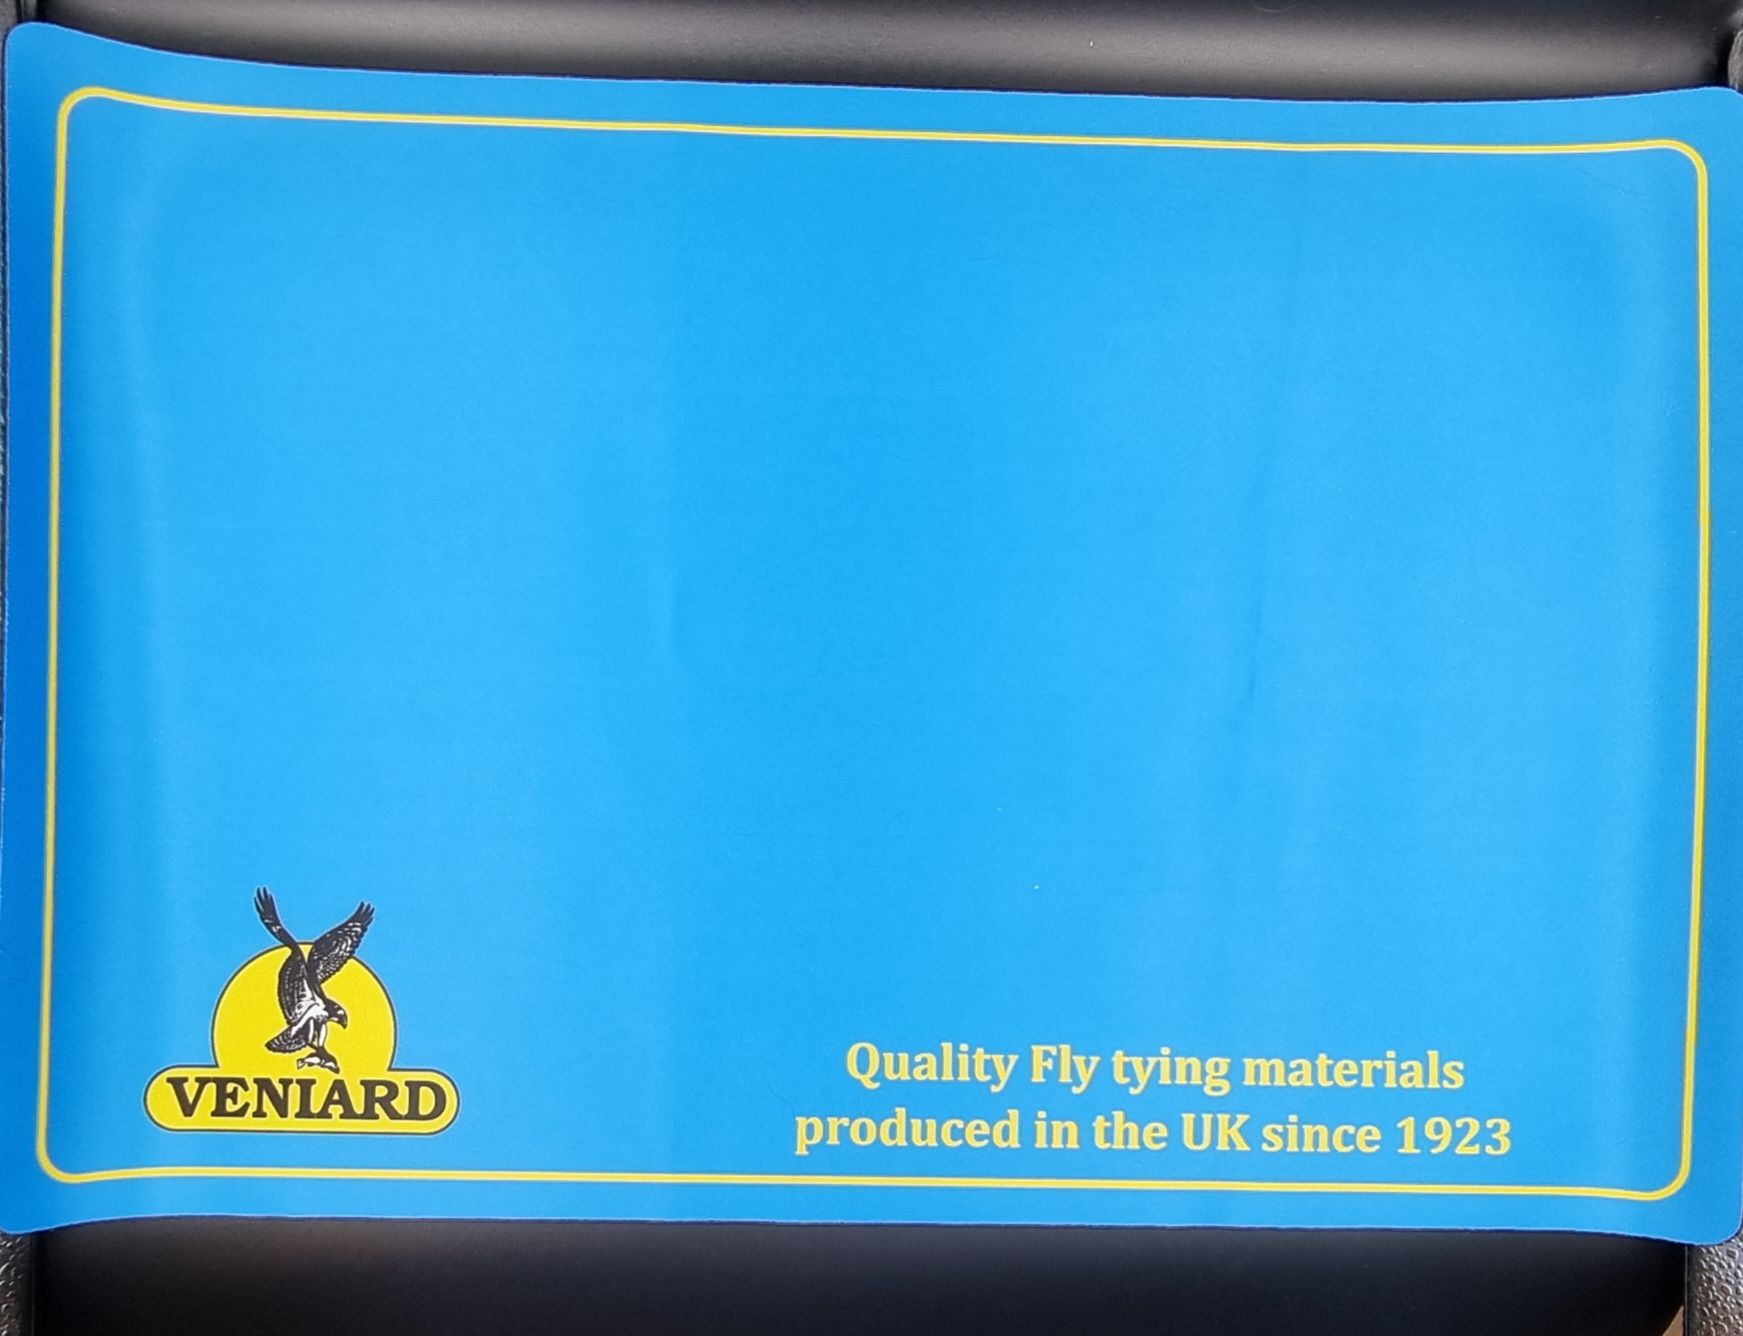 VENIARD
Quality Fly tying materials
produced in the UK since 1923